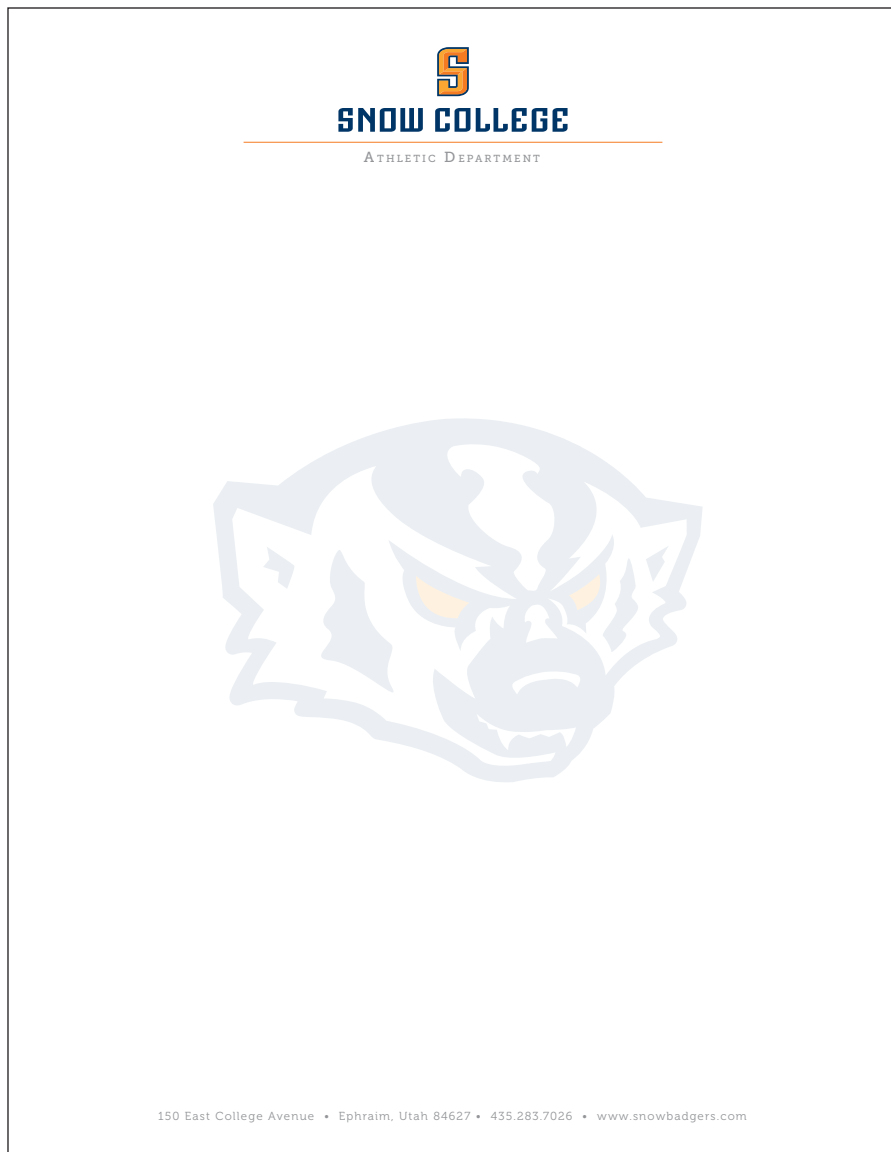 S
SNOW COLLEGE
Athletic Department
150 East College Avenue • Ephraim, Utah 84627 • 435.283.7026 • www.snowbadgers.com